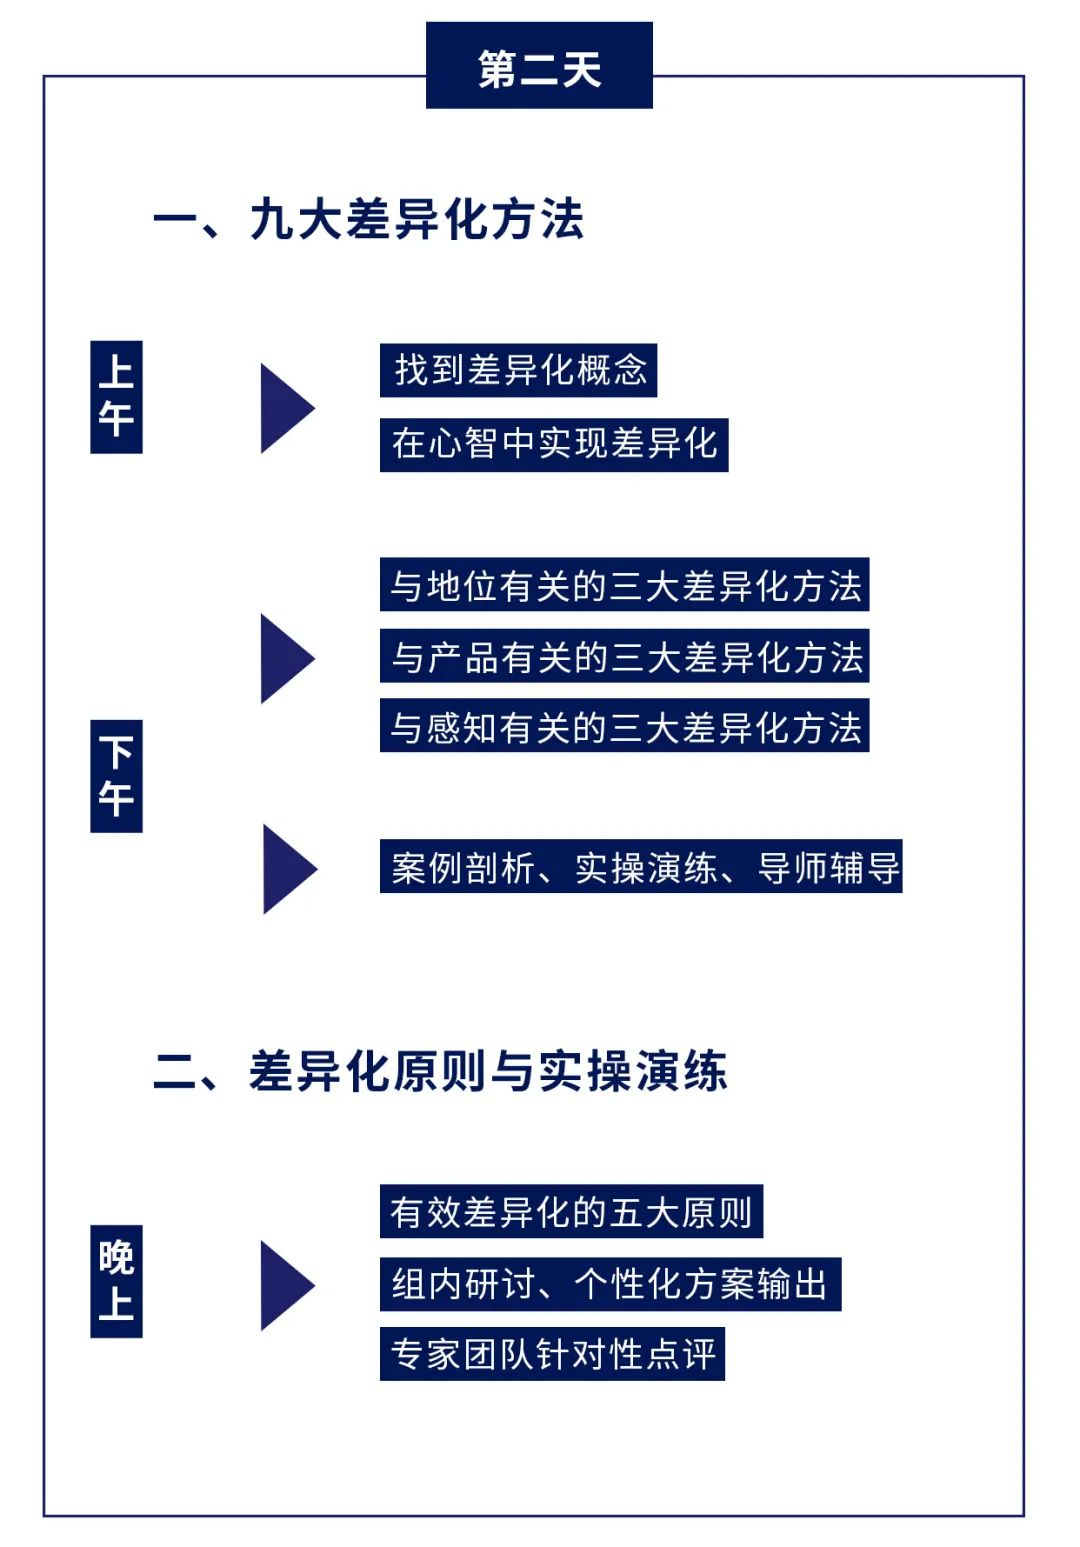 第二天
一、九大差异化方法
上午
找到差异化概念
在心智中实现差异化
下午
与地位有关的三大差异化方法
与产品有关的三大差异化方法
与感知有关的三大差异化方法
案例剖析、实操演练、导师辅导
二、差异化原则与实操演练
晚上
有效差异化的五大原则
组内研讨、个性化方案输出
专家团队针对性点评